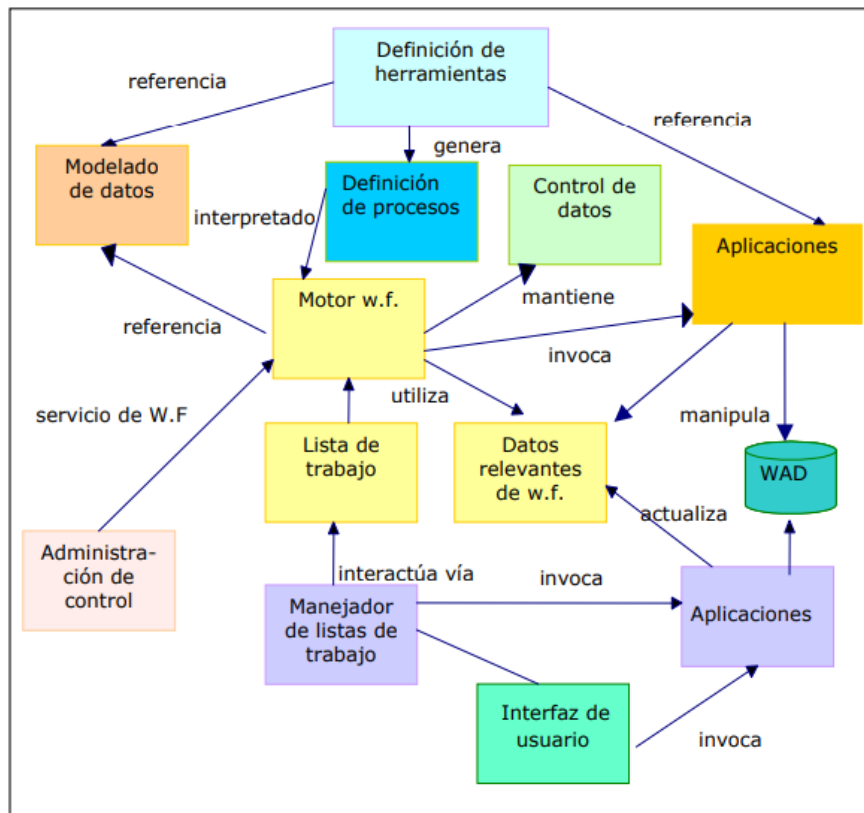 Definición de
herramientas
referencia
referencia
genera
Modelado
de datos
Definición
de procesos
Control de
datos
interpretado
Aplicaciones
Motor w.f.
mantiene
referencia
invoca
utiliza
servicio de W.F
manipula
Lista de
trabajo
Datos
relevantes
de w.f.
WAD
actualiza
Administra-
ción de
control
interactúa vía
invoca
Manejador
de listas de
trabajo
Aplicaciones
Interfaz de
usuario
invoca